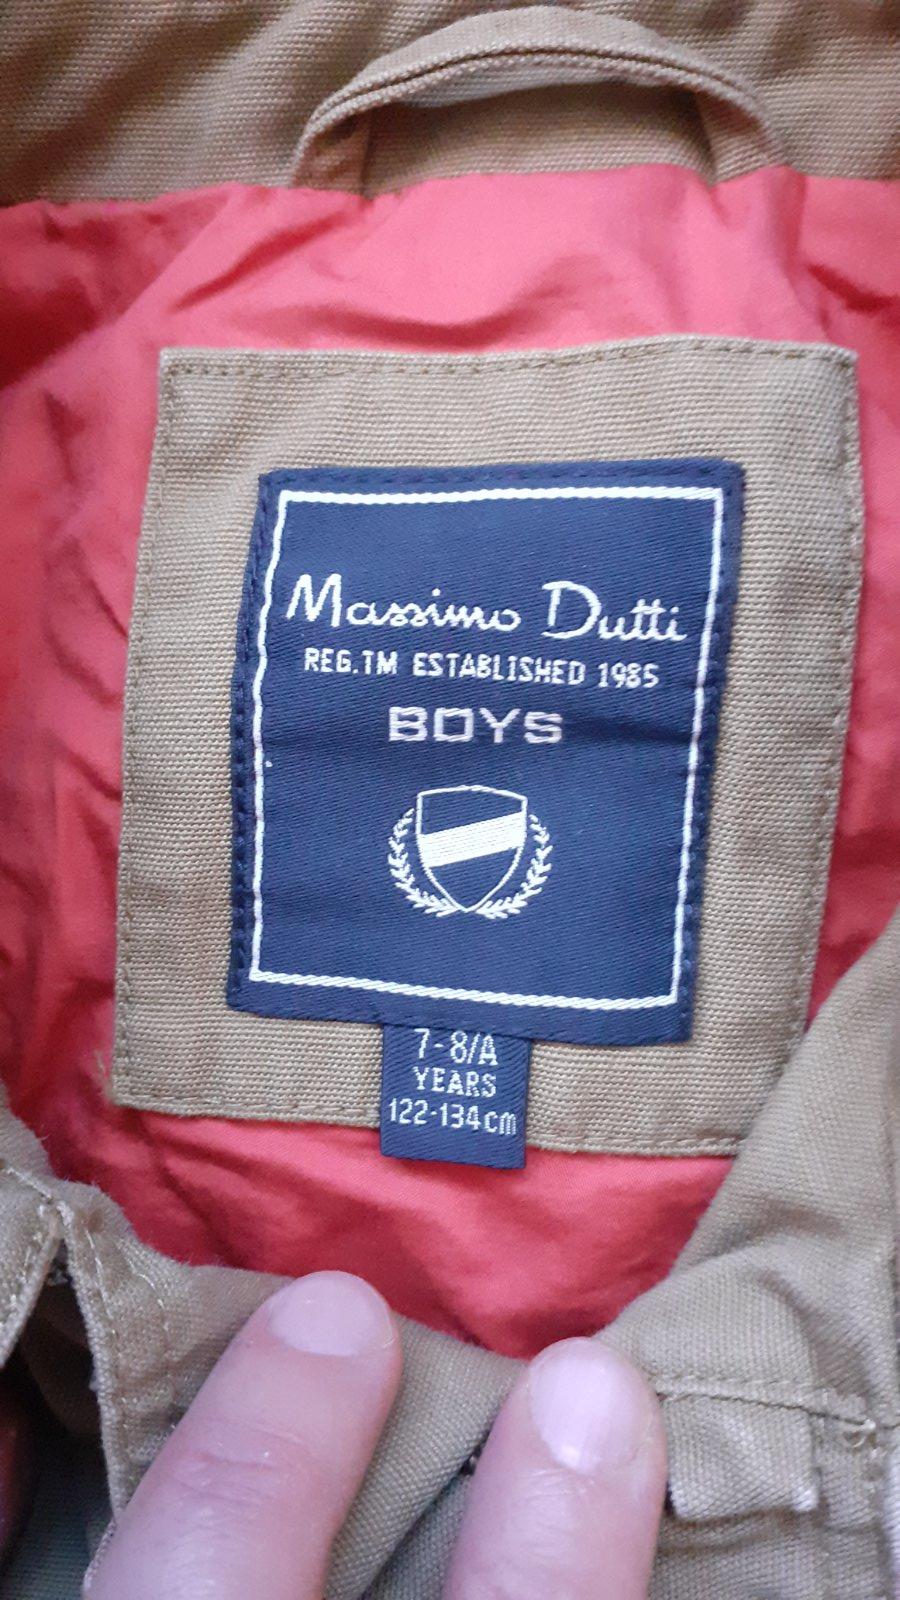 Massimo Dutti
REG.TM ESTABLISHED 1985
BOYS
7-8/A
YEARS
122-134cm